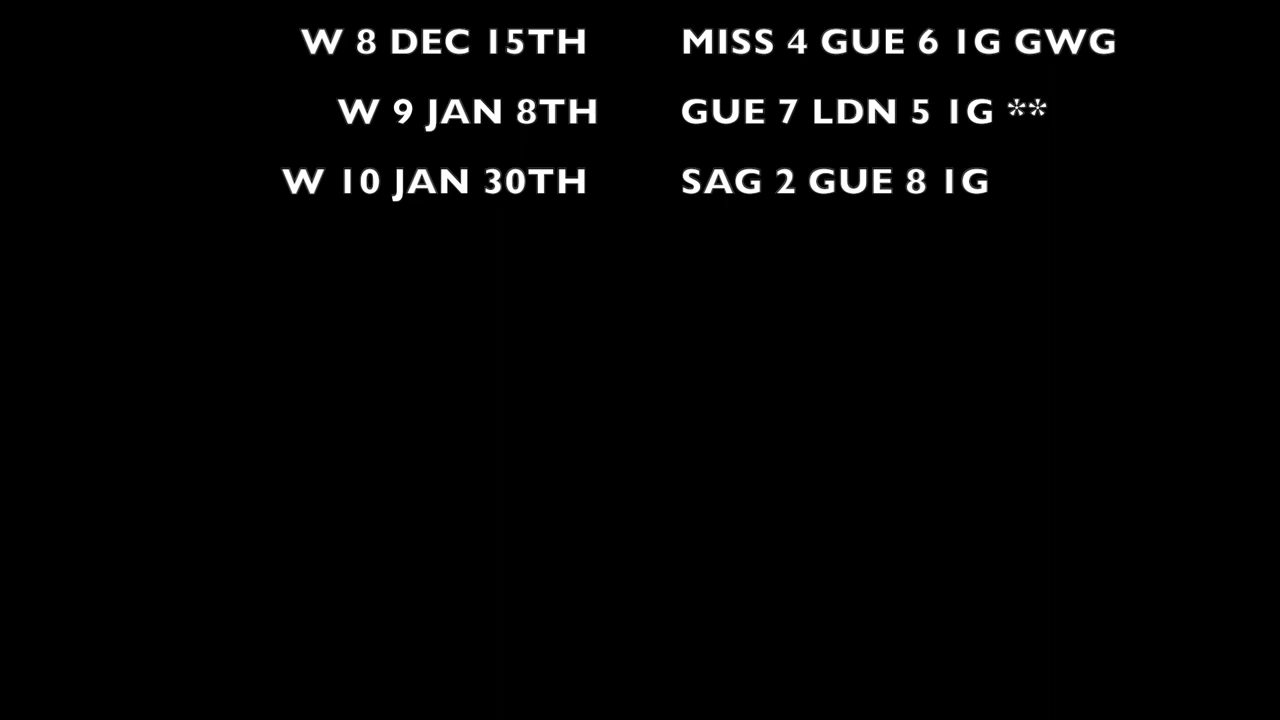 W 8 DEC 15TH MISS 4 GUE 6 1G GWG
W 9 JAN 8TH GUE 7 LDN 5 1G **
W 10 JAN 30TH SAG 2 GUE 8 1G